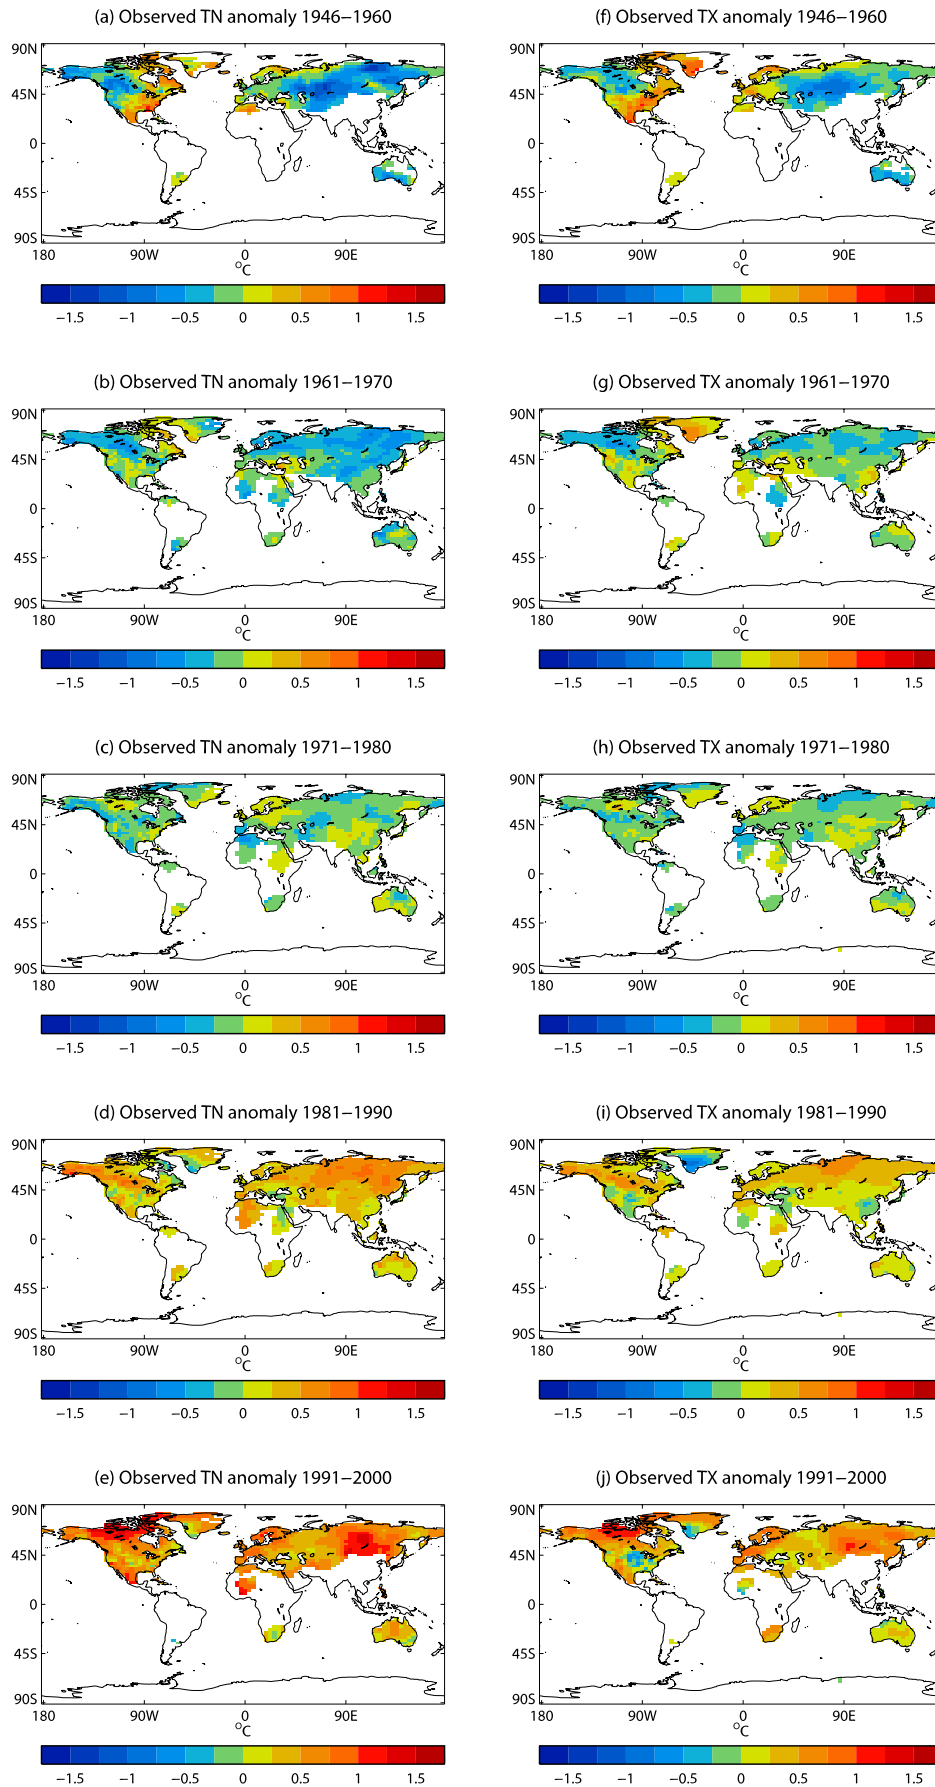 (a) Observed TN anomaly 1946−1960
90N
45N
0
45S
90S
180 90W 0 90E
°C
−1.5 −1 −0.5 0 0.5 1 1.5
(f) Observed TX anomaly 1946−1960
90N
45N
0
45S
90S
180 90W 0 90E
°C
−1.5 −1 −0.5 0 0.5 1 1.5
(b) Observed TN anomaly 1961−1970
90N
45N
0
45S
90S
180 90W 0 90E
°C
−1.5 −1 −0.5 0 0.5 1 1.5
(g) Observed TX anomaly 1961−1970
90N
45N
0
45S
90S
180 90W 0 90E
°C
−1.5 −1 −0.5 0 0.5 1 1.5
(c) Observed TN anomaly 1971−1980
90N
45N
0
45S
90S
180 90W 0 90E
°C
−1.5 −1 −0.5 0 0.5 1 1.5
(h) Observed TX anomaly 1971−1980
90N
45N
0
45S
90S
180 90W 0 90E
°C
−1.5 −1 −0.5 0 0.5 1 1.5
(d) Observed TN anomaly 1981−1990
90N
45N
0
45S
90S
180 90W 0 90E
°C
−1.5 −1 −0.5 0 0.5 1 1.5
(i) Observed TX anomaly 1981−1990
90N
45N
0
45S
90S
180 90W 0 90E
°C
−1.5 −1 −0.5 0 0.5 1 1.5
(e) Observed TN anomaly 1991−2000
90N
45N
0
45S
90S
180 90W 0 90E
°C
−1.5 −1 −0.5 0 0.5 1 1.5
(j) Observed TX anomaly 1991−2000
90N
45N
0
45S
90S
180 90W 0 90E
°C
−1.5 −1 −0.5 0 0.5 1 1.5